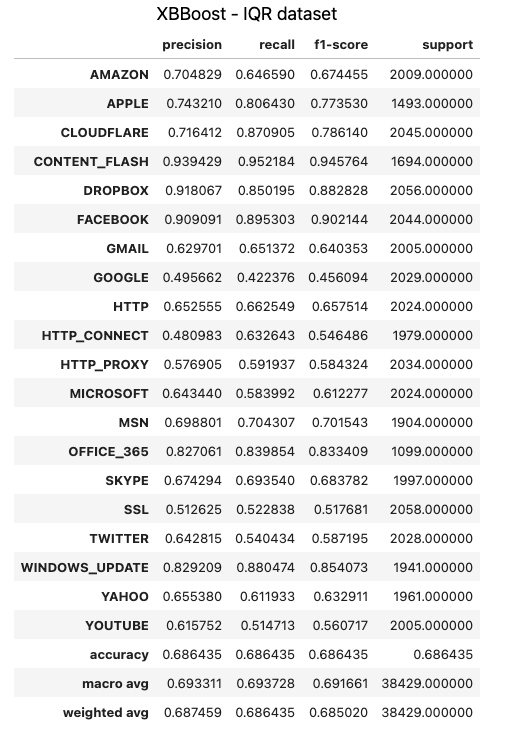 XBBoost - IQR dataset
precision recall f1-score support
AMAZON 0.704829 0.646590 0.674455 2009.000000
APPLE 0.743210 0.806430 0.773530 1493.000000
CLOUDFLARE 0.716412 0.870905 0.786140 2045.000000
CONTENT_FLASH 0.939429 0.952184 0.945764 1694.000000
DROPBOX 0.918067 0.850195 0.882828 2056.000000
FACEBOOK 0.909091 0.895303 0.902144 2044.000000
GMAIL 0.629701 0.651372 0.640353 2005.000000
GOOGLE 0.495662 0.422376 0.456094 2029.000000
HTTP 0.652555 0.662549 0.657514 2024.000000
HTTP_CONNECT 0.480983 0.632643 0.546486 1979.000000
HTTP_PROXY 0.576905 0.591937 0.584324 2034.000000
MICROSOFT 0.643440 0.583992 0.612277 2024.000000
MSN 0.698801 0.704307 0.701543 1904.000000
OFFICE_365 0.827061 0.839854 0.833409 1099.000000
SKYPE 0.674294 0.693540 0.683782 1997.000000
SSL 0.512625 0.522838 0.517681 2058.000000
TWITTER 0.642815 0.540434 0.587195 2028.000000
WINDOWS_UPDATE 0.829209 0.880474 0.854073 1941.000000
YAHOO 0.655380 0.611933 0.632911 1961.000000
YOUTUBE 0.615752 0.514713 0.560717 2005.000000
accuracy 0.686435 0.686435 0.686435 0.686435
macro avg 0.693311 0.693728 0.691661 38429.000000
weighted avg 0.687459 0.686435 0.685020 38429.000000